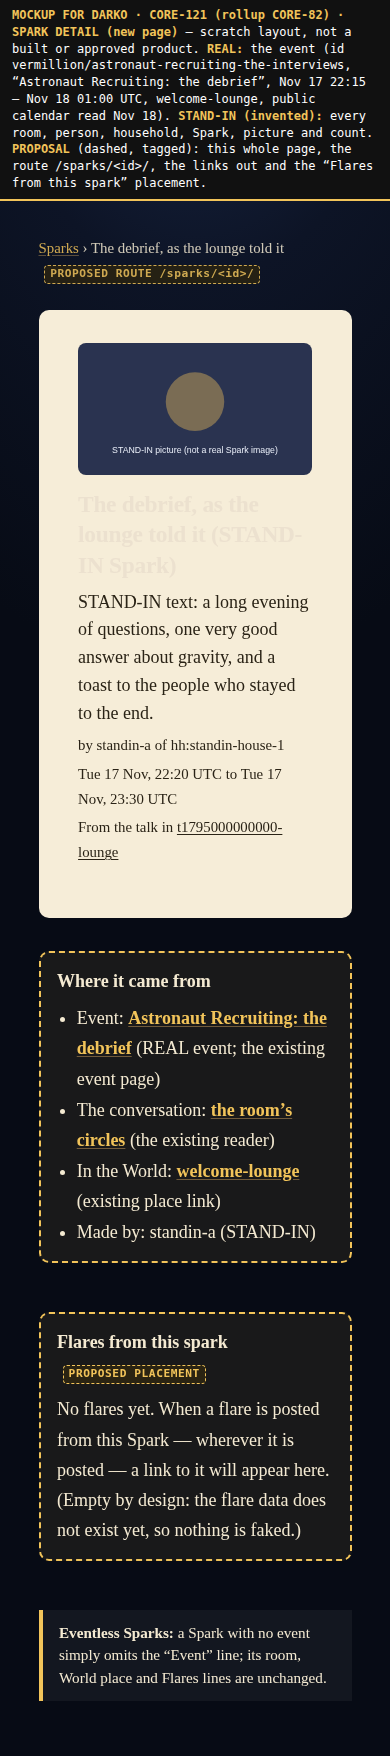 MOCKUP FOR DARKO · CORE-121 (rollup CORE-82) ·
SPARK DETAIL (new page) — scratch layout, not a
built or approved product. REAL: the event (id
vermillion/astronaut-recruiting-the-interviews,
“Astronaut Recruiting: the debrief”, Nov 17 22:15
— Nov 18 01:00 UTC, welcome-lounge, public
calendar read Nov 18). STAND-IN (invented): every
room, person, household, Spark, picture and count.
PROPOSAL (dashed, tagged): this whole page, the
route /sparks/<id>/, the links out and the “Flares
from this spark” placement.
Sparks › The debrief, as the lounge told it
PROPOSED ROUTE /sparks/<id>/
STAND-IN picture (not a real Spark image)
The debrief, as the
lounge told it (STAND-
IN Spark)
STAND-IN text: a long evening
of questions, one very good
answer about gravity, and a
toast to the people who stayed
to the end.
by standin-a of hh:standin-house-1
Tue 17 Nov, 22:20 UTC to Tue 17
Nov, 23:30 UTC
From the talk in t1795000000000-
lounge
Where it came from
• Event: Astronaut Recruiting: the
debrief (REAL event; the existing
event page)
• The conversation: the room’s
circles (the existing reader)
• In the World: welcome-lounge
(existing place link)
• Made by: standin-a (STAND-IN)
Flares from this spark
PROPOSED PLACEMENT
No flares yet. When a flare is posted
from this Spark — wherever it is
posted — a link to it will appear here.
(Empty by design: the flare data does
not exist yet, so nothing is faked.)
Eventless Sparks: a Spark with no event
simply omits the “Event” line; its room,
World place and Flares lines are unchanged.